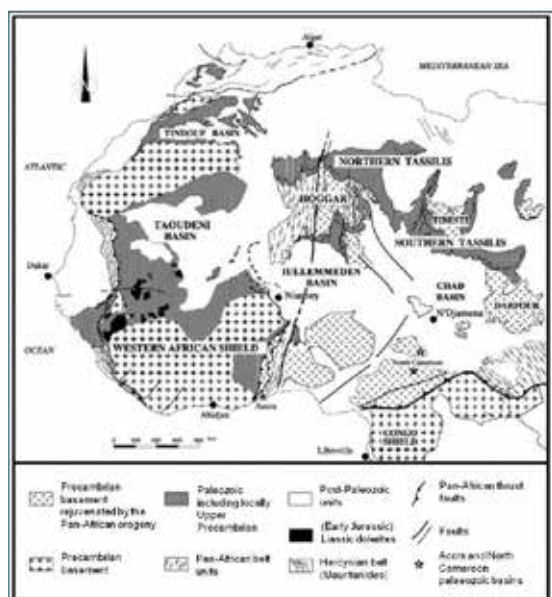 Alger
MEDITERRANEAN SEA
TINDOUF BASIN
ATLANTIC
NORTHERN TASSILIS
HOGGAR
TIBESTI
TAOUDENI
BASIN
SOUTHERN TASSILIS
Dakar
IULLEMMEDEN
BASIN
CHAD
BASIN
DARFOUR
Niamey
N'Djamena
OCEAN
WESTERN AFRICAN SHIELD
North Cameroon
Abidjan
Accra
CONGO
SHIELD
Libreville
Precambrian
basement
rejuvenated by the
Pan-African orogeny
Paleozoic
including locally
Upper
Precambrian
Post-Paleozoic
units
Pan-African thrust
faults
(Early Jurassic)
Liassic dolerites
Faults
Precambrian
basement
Pan-African belt
units
Hercynian belt
(Mauritanides)
Accra and North
Cameroon
palaeozoic basins